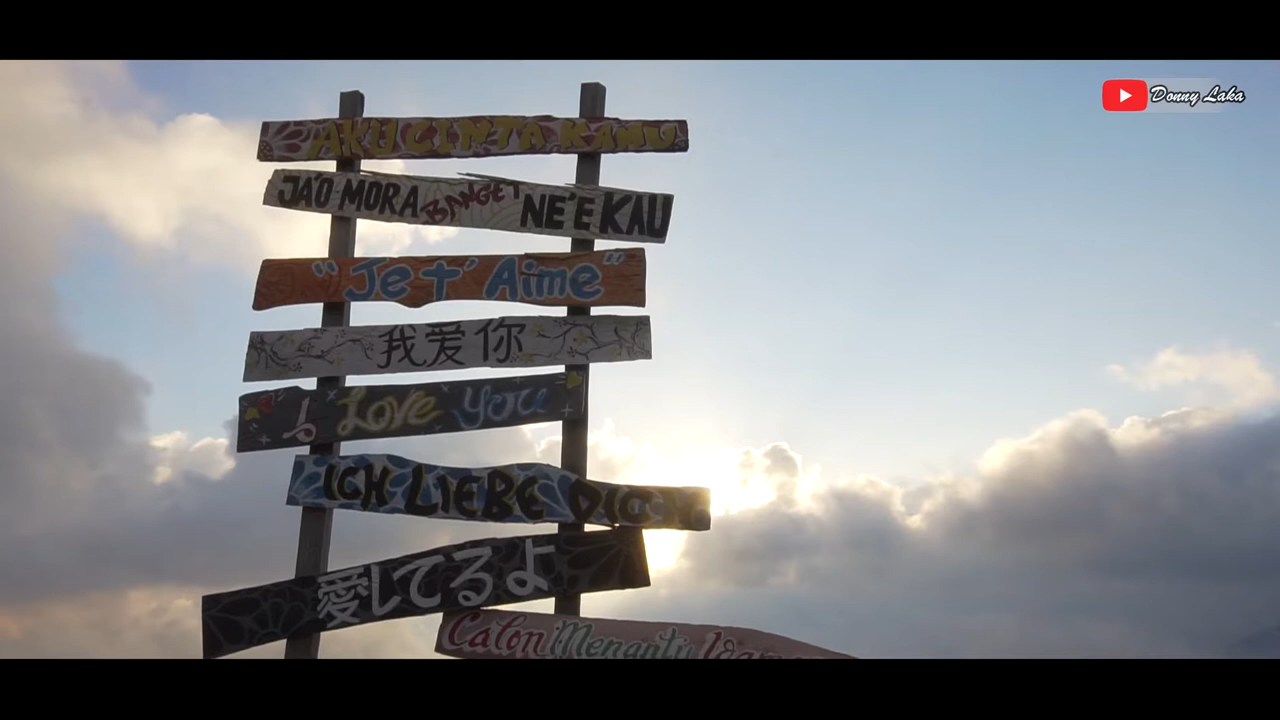 Donny Laka
AKU CINTA KAMU
JA'O MORA BANGET NE'E KAU
"Je t'Aime"
我爱你
I Love You
ICH LIEBE DICH
愛してるよ
Calon Menantu